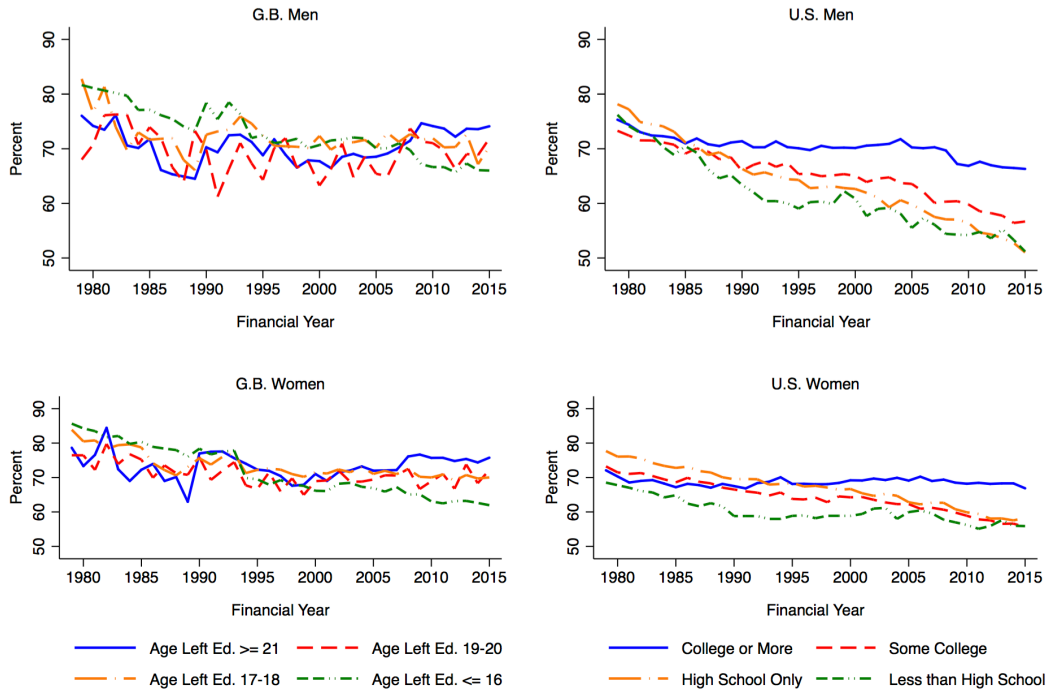 G.B. Men
Percent
90
80
70
60
50
1980 1985 1990 1995 2000 2005 2010 2015
Financial Year
U.S. Men
Percent
90
80
70
60
50
1980 1985 1990 1995 2000 2005 2010 2015
Financial Year
G.B. Women
Percent
90
80
70
60
50
1980 1985 1990 1995 2000 2005 2010 2015
Financial Year
U.S. Women
Percent
90
80
70
60
50
1980 1985 1990 1995 2000 2005 2010 2015
Financial Year
Age Left Ed. >= 21 Age Left Ed. 19-20
Age Left Ed. 17-18 Age Left Ed. <= 16
College or More Some College
High School Only Less than High School